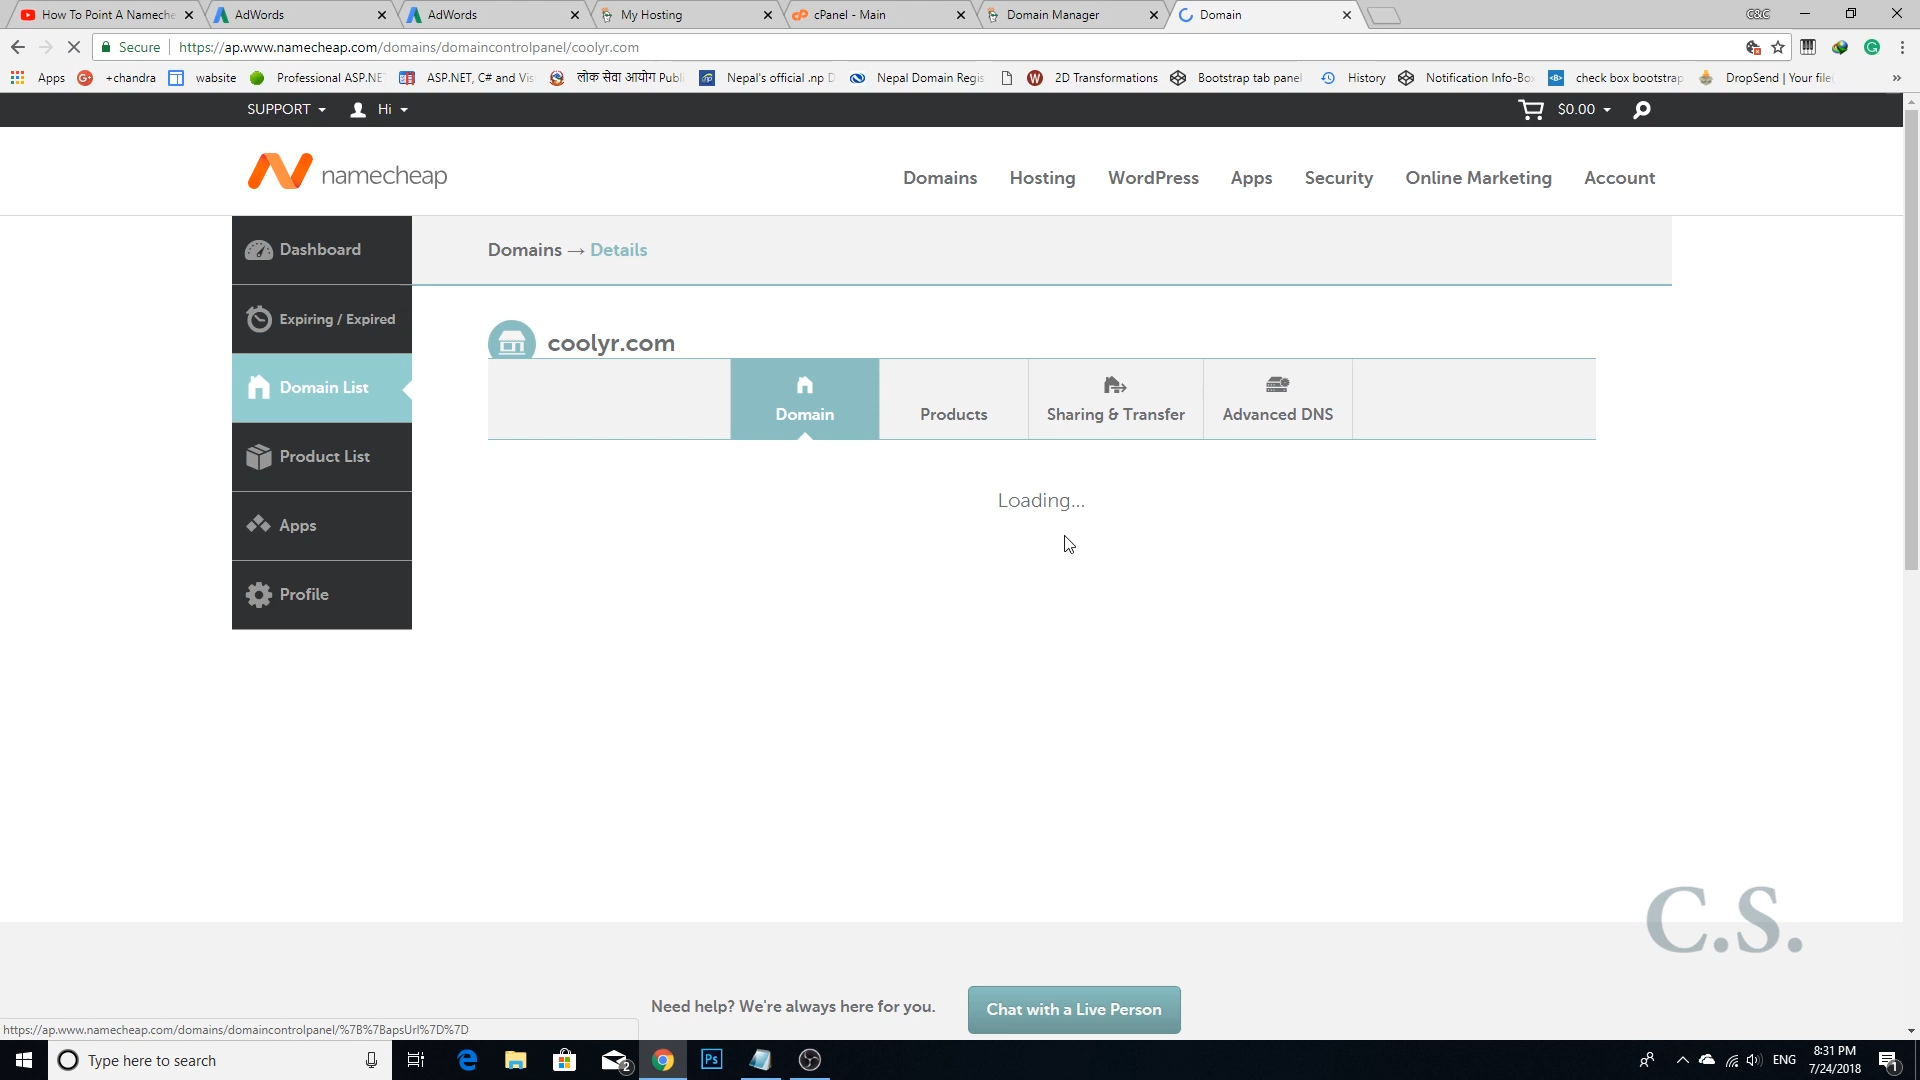 How To Point A Nameche
AdWords
AdWords
My Hosting
cPanel - Main
Domain Manager
Domain
C&C
Secure
https://ap.www.namecheap.com/domains/domaincontrolpanel/coolyr.com
Apps
+chandra
wabsite
Professional ASP.NE
ASP.NET, C# and Vis
लोक सेवा आयोग Publ
Nepal's official .np D
Nepal Domain Regis
2D Transformations
Bootstrap tab panel
History
Notification Info-Bo
check box bootstrap
DropSend | Your file
»
SUPPORT
Hi
$0.00
namecheap
Domains
Hosting
WordPress
Apps
Security
Online Marketing
Account
Dashboard
Domains → Details
Expiring / Expired
coolyr.com
Domain List
Domain
Products
Sharing & Transfer
Advanced DNS
Product List
Loading...
Apps
Profile
C.S.
Need help? We're always here for you.
Chat with a Live Person
https://ap.www.namecheap.com/domains/domaincontrolpanel/%7B%7BapsUrl%7D%7D
Type here to search
2
Ps
ENG
8:31 PM
7/24/2018
1